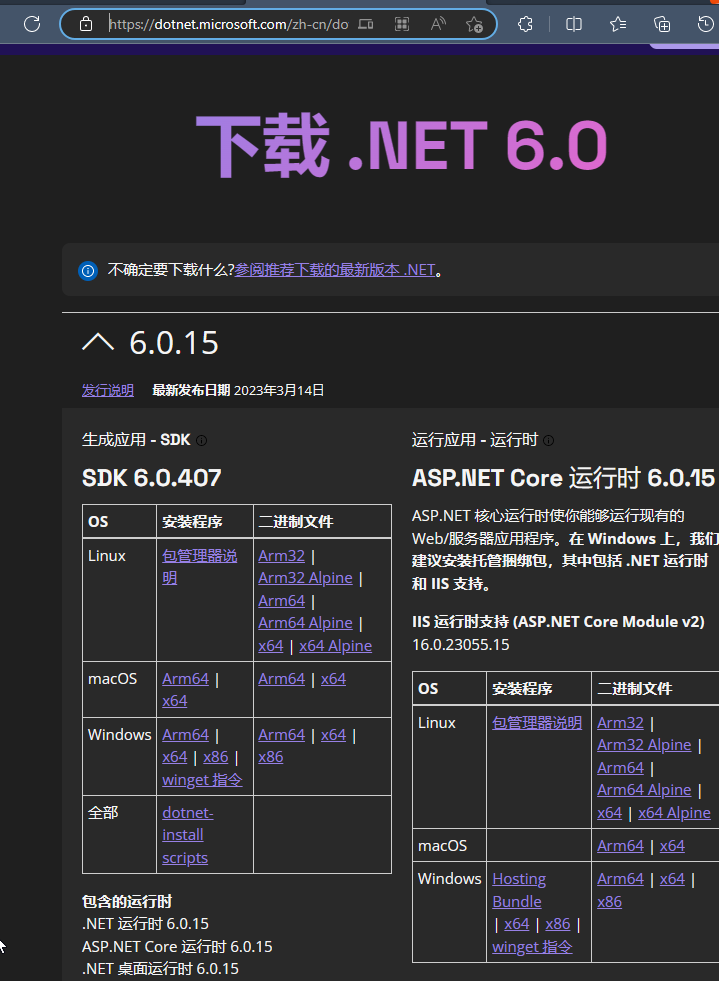 https://dotnet.microsoft.com/zh-cn/do
下载 .NET 6.0
不确定要下载什么?参阅推荐下载的最新版本 .NET。
6.0.15
发行说明 最新发布日期 2023年3月14日
生成应用 - SDK
SDK 6.0.407
OS 安装程序 二进制文件
Linux 包管理器说明 Arm32 |
Arm32 Alpine |
Arm64 |
Arm64 Alpine |
x64 | x64 Alpine
macOS Arm64 | x64 Arm64 | x64
Windows Arm64 | x64 | x86 | winget 指令 Arm64 | x64 | x86
全部 dotnet-install scripts
包含的运行时
.NET 运行时 6.0.15
ASP.NET Core 运行时 6.0.15
.NET 桌面运行时 6.0.15
运行应用 - 运行时
ASP.NET Core 运行时 6.0.15
ASP.NET 核心运行时使你能够运行现有的
Web/服务器应用程序。在 Windows 上，我们
建议安装托管捆绑包，其中包括 .NET 运行时
和 IIS 支持。
IIS 运行时支持 (ASP.NET Core Module v2)
16.0.23055.15
OS 安装程序 二进制文件
Linux 包管理器说明 Arm32 |
Arm32 Alpine |
Arm64 |
Arm64 Alpine |
x64 | x64 Alpine
macOS Arm64 | x64
Windows Hosting Bundle | x64 | x86 | winget 指令 Arm64 | x64 | x86